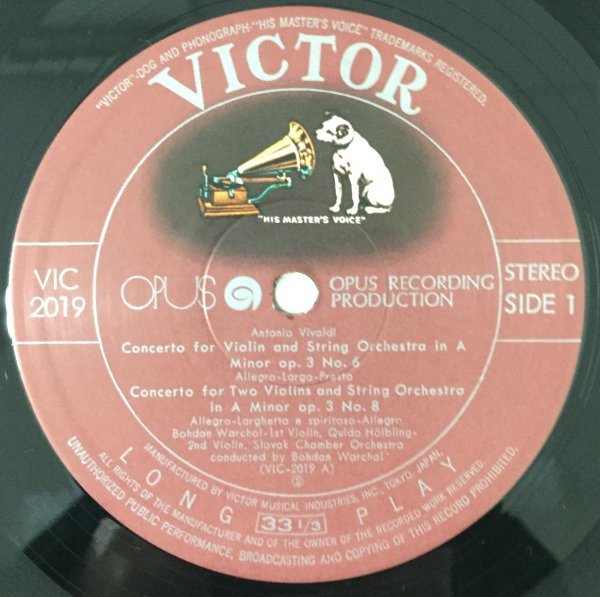 "VICTOR"-DOG AND PHONOGRAPH-"HIS MASTER'S VOICE" TRADEMARKS REGISTERED.
VICTOR
"HIS MASTER'S VOICE"
VIC
2019
OPUS
OPUS RECORDING
PRODUCTION
STEREO
SIDE 1
Antonio Vivaldi
Concerto for Violin and String Orchestra in A
Minor op. 3 No. 6
Allegro-Largo-Presto
Concerto for Two Violins and String Orchestra
in A Minor op. 3 No. 8
Allegro-Larghetto e spiritoso-Allegro
Bohdan Warchal-1st Violin, Quido Hölbling-
2nd Violin, Slovak Chamber Orchestra
conducted by Bohdan Warchal
(VIC-2019 A)
Ⓟ
LONG PLAY
33 1/3
MANUFACTURED BY VICTOR MUSICAL INDUSTRIES, INC., TOKYO, JAPAN.
ALL RIGHTS OF THE MANUFACTURER AND OF THE OWNER OF THE RECORDED WORK RESERVED.
UNAUTHORIZED PUBLIC PERFORMANCE, BROADCASTING AND COPYING OF THIS RECORD PROHIBITED.